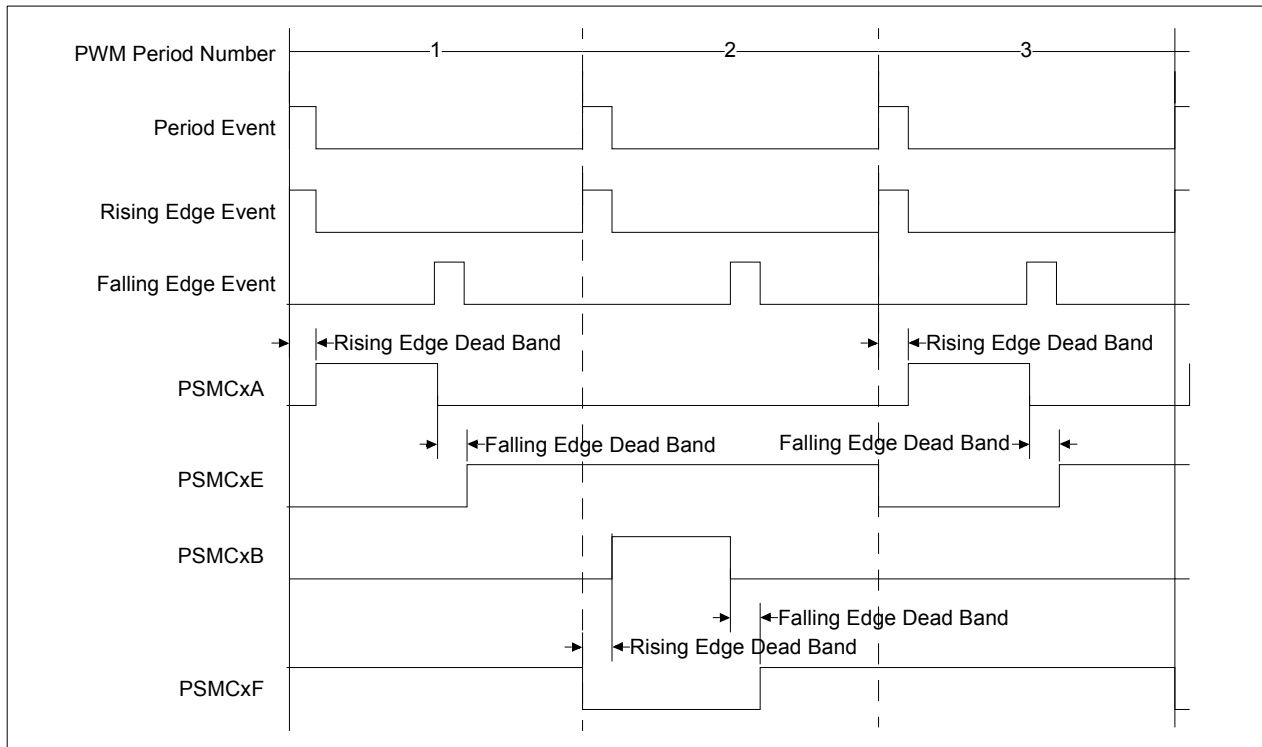 PWM Period Number 1 2 3
Period Event
Rising Edge Event
Falling Edge Event
Rising Edge Dead Band Rising Edge Dead Band
PSMCxA
Falling Edge Dead Band Falling Edge Dead Band
PSMCxE
PSMCxB
Falling Edge Dead Band
Rising Edge Dead Band
PSMCxF